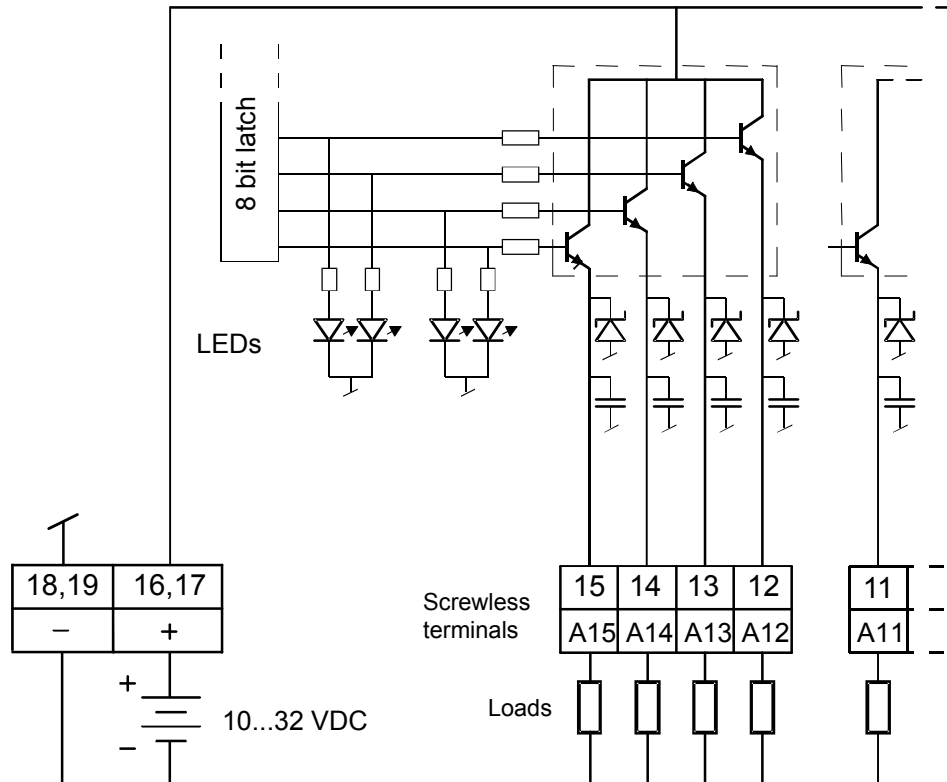 8 bit latch
LEDs
18,19 16,17
– +
Screwless
terminals
15 14 13 12 11
A15 A14 A13 A12 A11
Loads
+
–
10...32 VDC